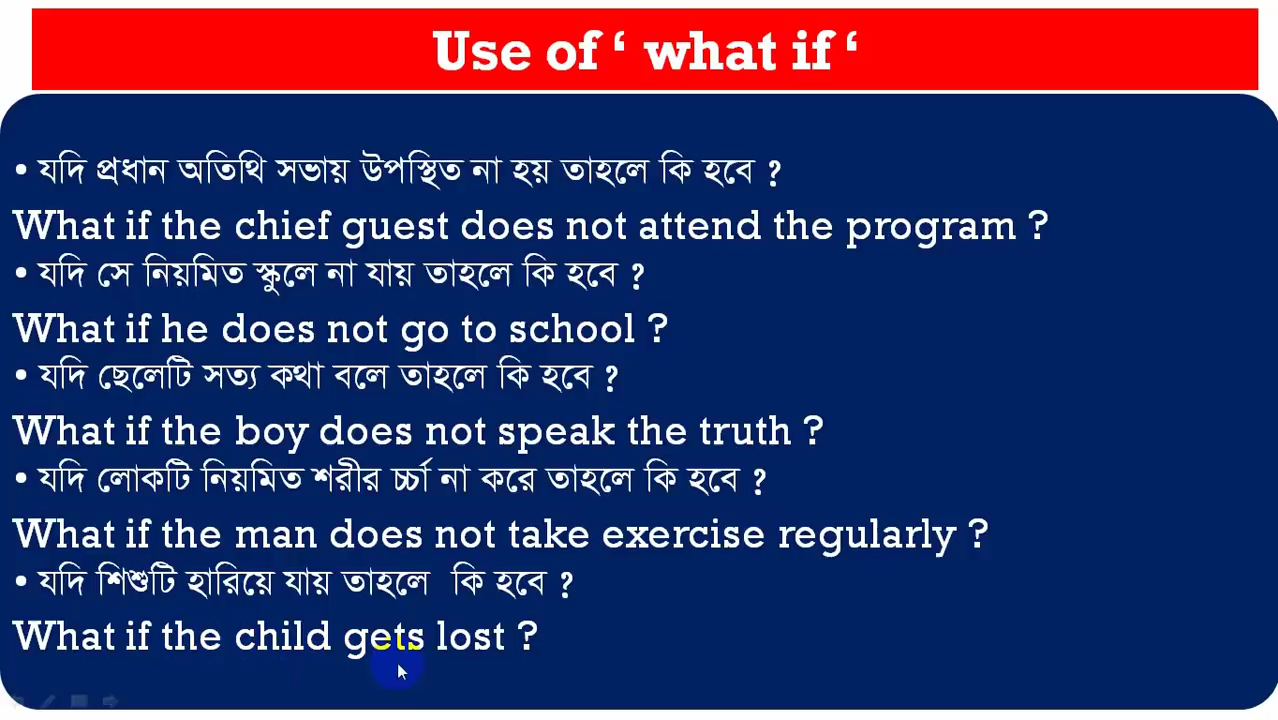 Use of ‘ what if ‘
• যদি প্রধান অতিথি সভায় উপস্থিত না হয় তাহলে কি হবে ?
What if the chief guest does not attend the program ?
• যদি সে নিয়মিত স্কুলে না যায় তাহলে কি হবে ?
What if he does not go to school ?
• যদি ছেলেটি সত্য কথা বলে তাহলে কি হবে ?
What if the boy does not speak the truth ?
• যদি লোকটি নিয়মিত শরীর র্চ্চা না করে তাহলে কি হবে ?
What if the man does not take exercise regularly ?
• যদি শিশুটি হারিয়ে যায় তাহলে কি হবে ?
What if the child gets lost ?